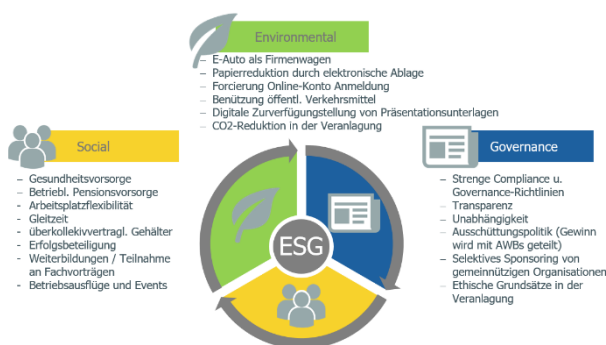 Environmental
– E-Auto als Firmenwagen
– Papierreduktion durch elektronische Ablage
– Forcierung Online-Konto Anmeldung
– Benützung öffentl. Verkehrsmittel
– Digitale Zurverfügungstellung von Präsentationsunterlagen
– CO2-Reduktion in der Veranlagung
Social
– Gesundheitsvorsorge
– Betriebl. Pensionsvorsorge
- Arbeitsplatzflexibilität
- Gleitzeit
- überkollekivvertragl. Gehälter
- Erfolgsbeteiligung
- Weiterbildungen / Teilnahme
an Fachvorträgen
- Betriebsausflüge und Events
Governance
– Strenge Compliance u.
Governance-Richtlinien
– Transparenz
– Unabhängigkeit
– Ausschüttungspolitik (Gewinn
wird mit AWBs geteilt)
– Selektives Sponsoring von
gemeinnützigen Organisationen
– Ethische Grundsätze in der
Veranlagung
ESG